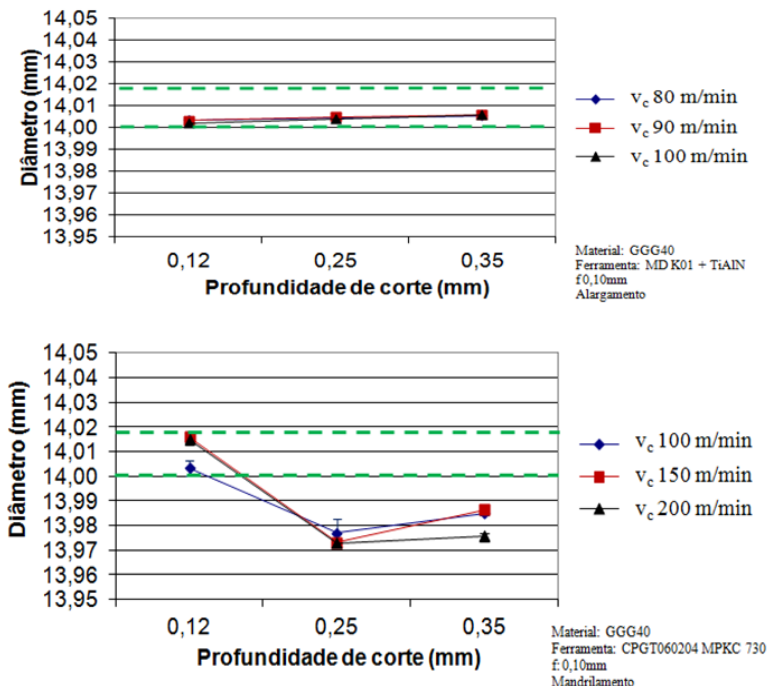 14,05
14,04
14,03
14,02
14,01
14,00
13,99
13,98
13,97
13,96
13,95
Diâmetro (mm)
0,12 0,25 0,35
Profundidade de corte (mm)
vc 80 m/min
vc 90 m/min
vc 100 m/min
Material: GGG40
Ferramenta: MD K01 + TiAlN
f 0,10mm
Alargamento
14,05
14,04
14,03
14,02
14,01
14,00
13,99
13,98
13,97
13,96
13,95
Diâmetro (mm)
0,12 0,25 0,35
Profundidade de corte (mm)
vc 100 m/min
vc 150 m/min
vc 200 m/min
Material: GGG40
Ferramenta: CPGT060204 MPKC 730
f: 0,10mm
Mandrilamento